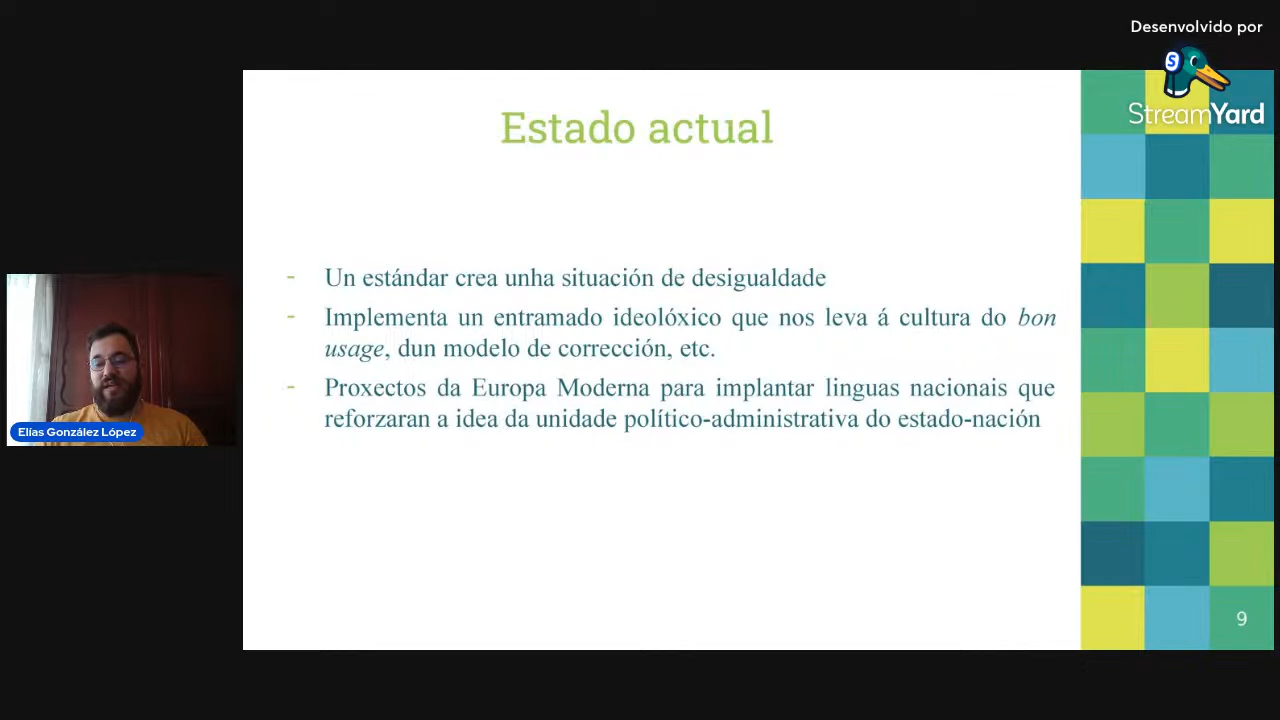 Desenvolvido por
StreamYard
Estado actual
- Un estándar crea unha situación de desigualdade
- Implementa un entramado ideolóxico que nos leva á cultura do bon
usage, dun modelo de corrección, etc.
- Proxectos da Europa Moderna para implantar linguas nacionais que
reforzaran a idea da unidade político-administrativa do estado-nación
Elías González López
9